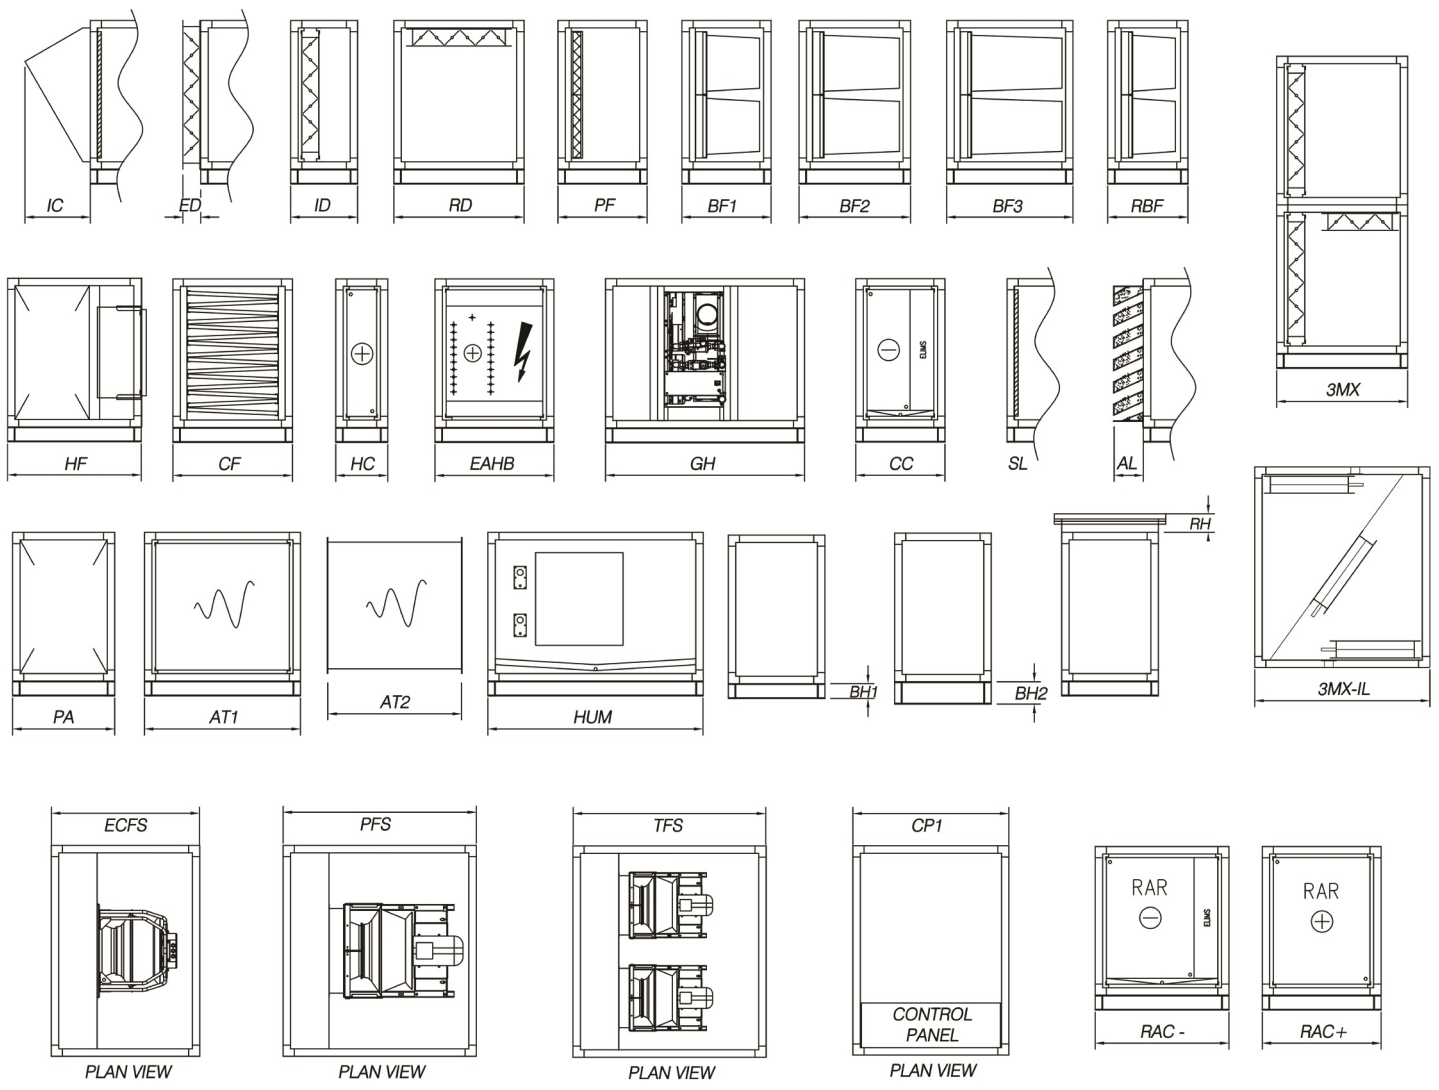 IC
ED
ID
RD
PF
BF1
BF2
BF3
RBF
3MX
HF
CF
HC
EAHB
GH
ELIMS
CC
SL
AL
RH
PA
AT1
AT2
HUM
BH1
BH2
3MX-IL
ECFS
PLAN VIEW
PFS
PLAN VIEW
TFS
PLAN VIEW
CP1
CONTROL
PANEL
PLAN VIEW
RAR
ELIMS
RAC -
RAR
RAC+